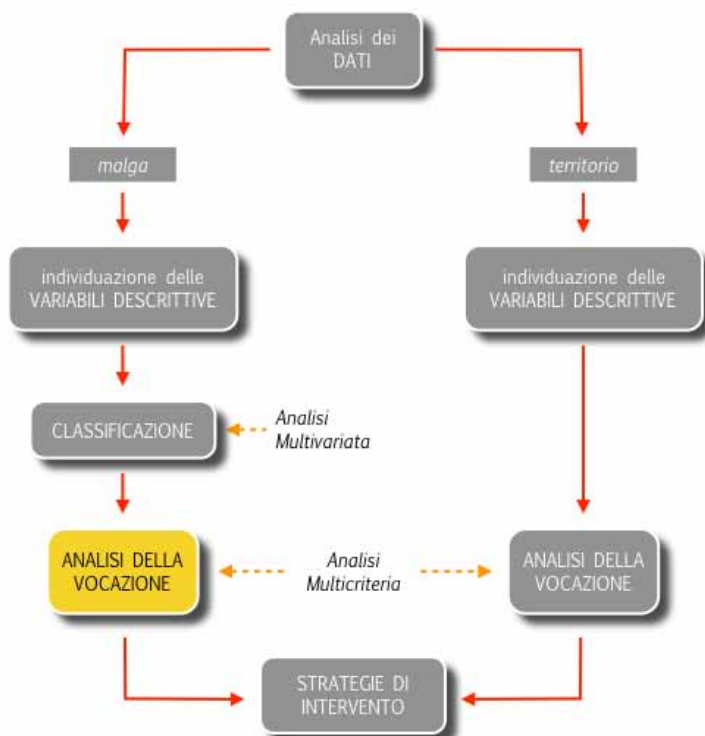 Analisi dei
DATI
malga
territorio
individuazione delle
VARIABILI DESCRITTIVE
individuazione delle
VARIABILI DESCRITTIVE
CLASSIFICAZIONE
Analisi
Multivariata
ANALISI DELLA
VOCAZIONE
Analisi
Multicriteria
ANALISI DELLA
VOCAZIONE
STRATEGIE DI
INTERVENTO